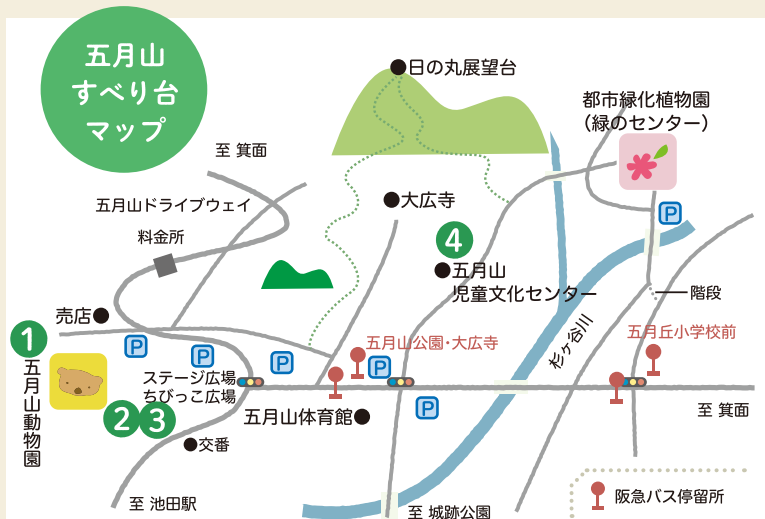 五月山
すべり台
マップ
日の丸展望台
都市緑化植物園
(緑のセンター)
至 箕面
五月山ドライブウェイ
大広寺
P
料金所
4
五月山
児童文化センター
階段
売店
1
P
P
P
五月山公園・大広寺
P
杉ヶ谷川
五月丘小学校前
五月山動物園
ステージ広場
ちびっこ広場
2
3
五月山体育館
P
至 箕面
交番
至 池田駅
至 城跡公園
阪急バス停留所